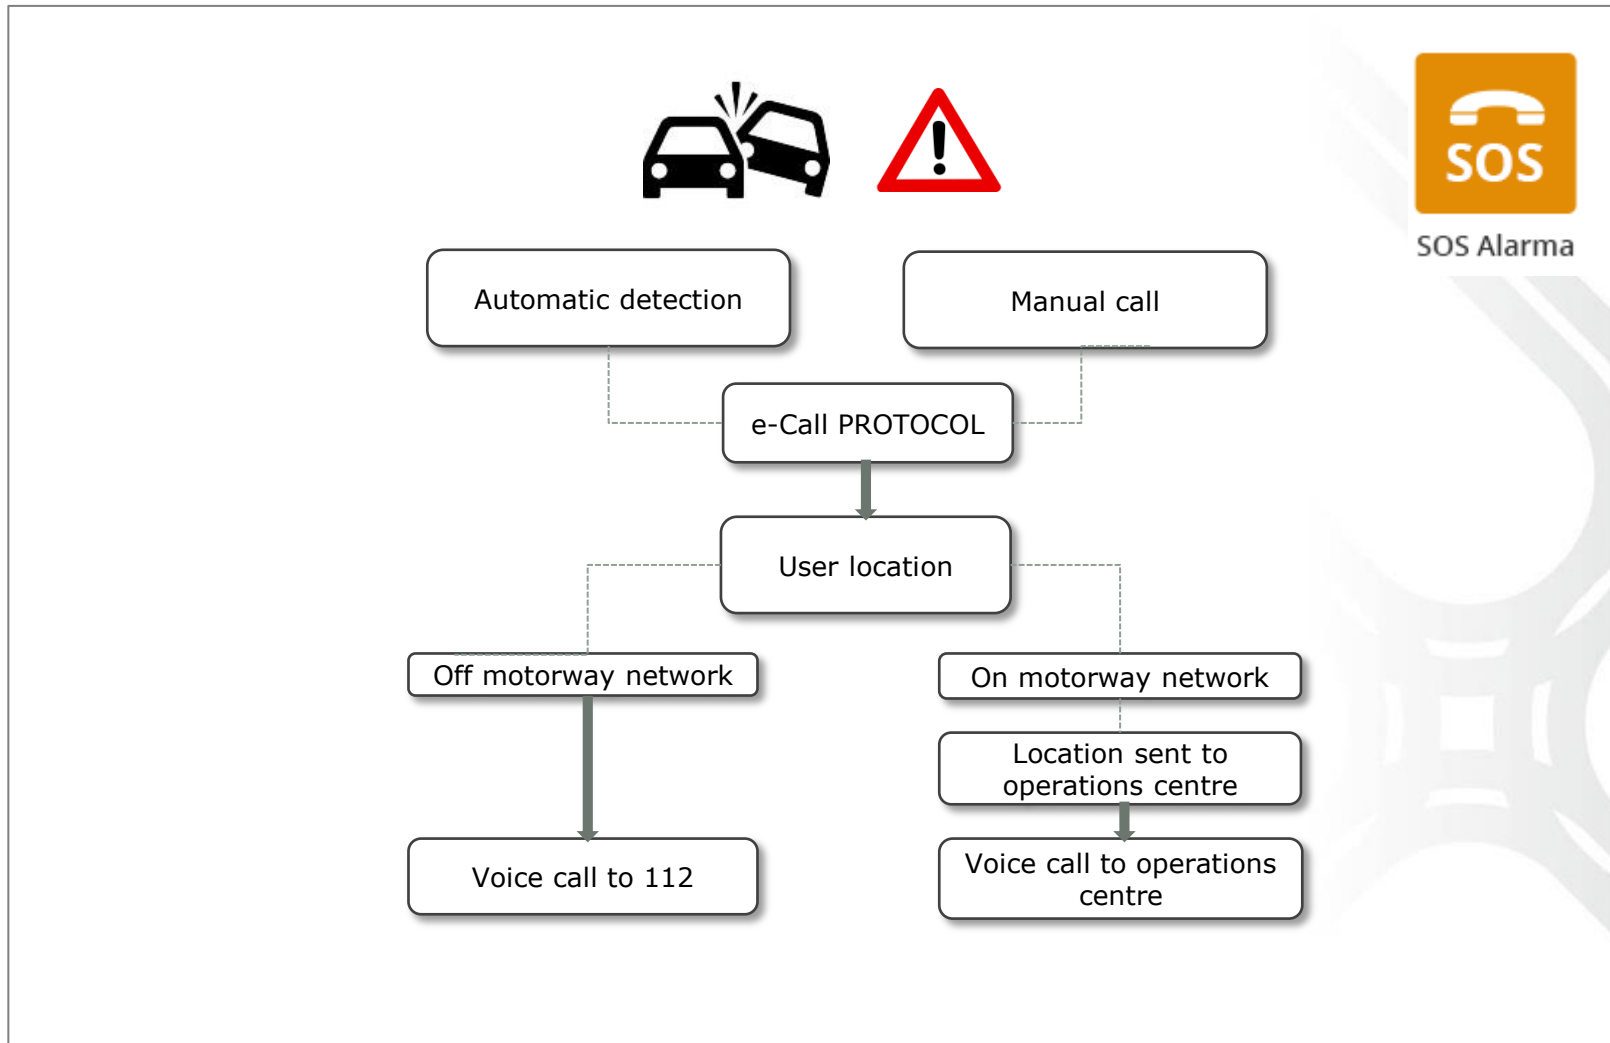 SOS
SOS Alarma
Automatic detection
Manual call
e-Call PROTOCOL
User location
Off motorway network
On motorway network
Location sent to
operations centre
Voice call to 112
Voice call to operations
centre